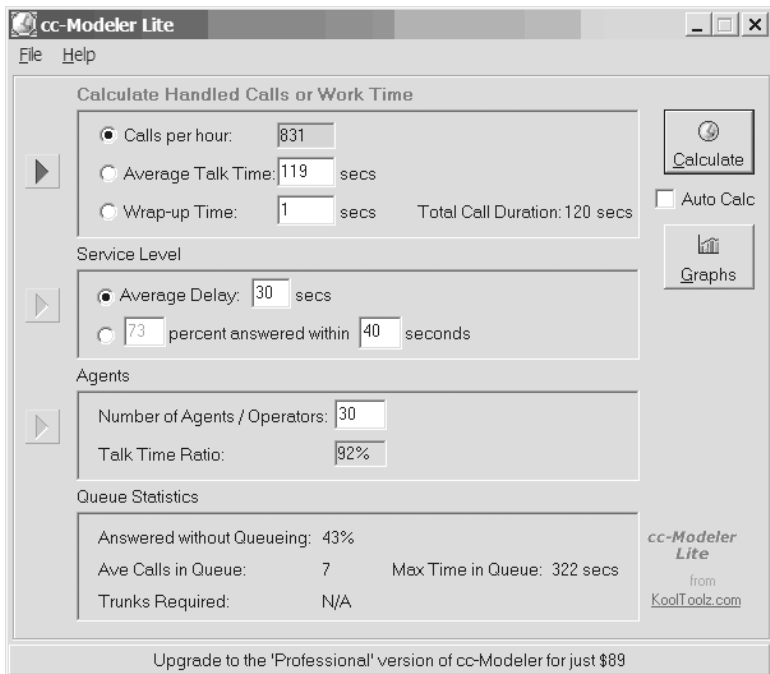 cc-Modeler Lite
File Help
Calculate Handled Calls or Work Time
Calls per hour: 831
Average Talk Time: 119 secs
Wrap-up Time: 1 secs Total Call Duration: 120 secs
Calculate
Auto Calc
Graphs
Service Level
Average Delay: 30 secs
73 percent answered within 40 seconds
Agents
Number of Agents / Operators: 30
Talk Time Ratio: 92%
Queue Statistics
Answered without Queueing: 43%
Ave Calls in Queue: 7 Max Time in Queue: 322 secs
Trunks Required: N/A
cc-Modeler
Lite
from
KoolToolz.com
Upgrade to the 'Professional' version of cc-Modeler for just $89